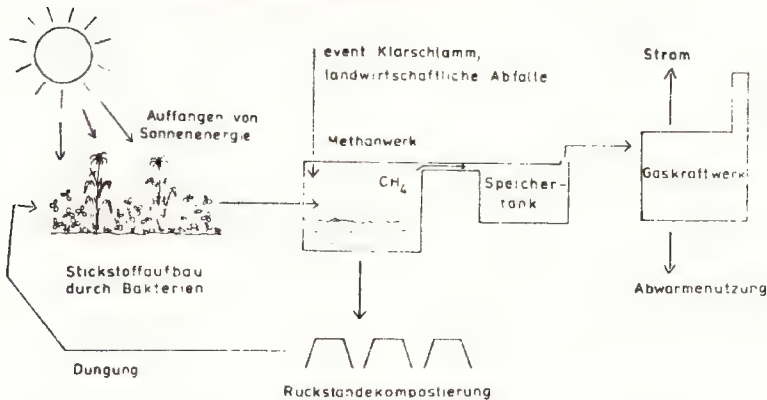 event Klarschlamm,
landwirtschaftliche Abfalle
Strom
Auffangen von
Sonnenenergie
Methanwerk
CH4
Speicher-
tank
Gaskraftwerk
Stickstoffaufbau
durch Bakterien
Abwarmenutzung
Dungung
Ruckstandekompostierung